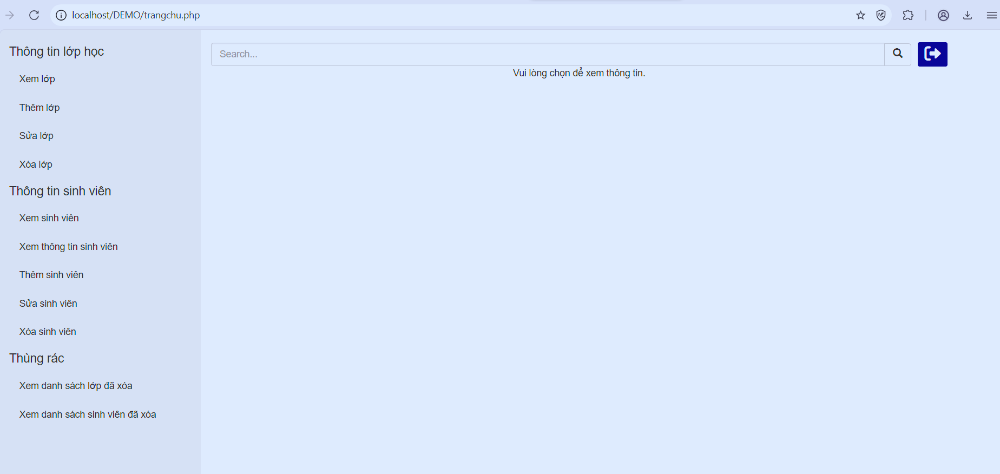 localhost/DEMO/trangchu.php
Thông tin lớp học
Xem lớp
Thêm lớp
Sửa lớp
Xóa lớp
Thông tin sinh viên
Xem sinh viên
Xem thông tin sinh viên
Thêm sinh viên
Sửa sinh viên
Xóa sinh viên
Thùng rác
Xem danh sách lớp đã xóa
Xem danh sách sinh viên đã xóa
Search...
Vui lòng chọn để xem thông tin.